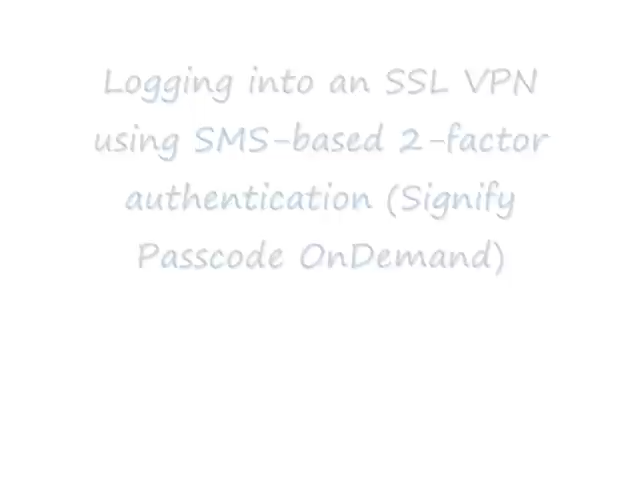 Logging into an SSL VPN
using SMS-based 2-factor
authentication (Signify
Passcode OnDemand)